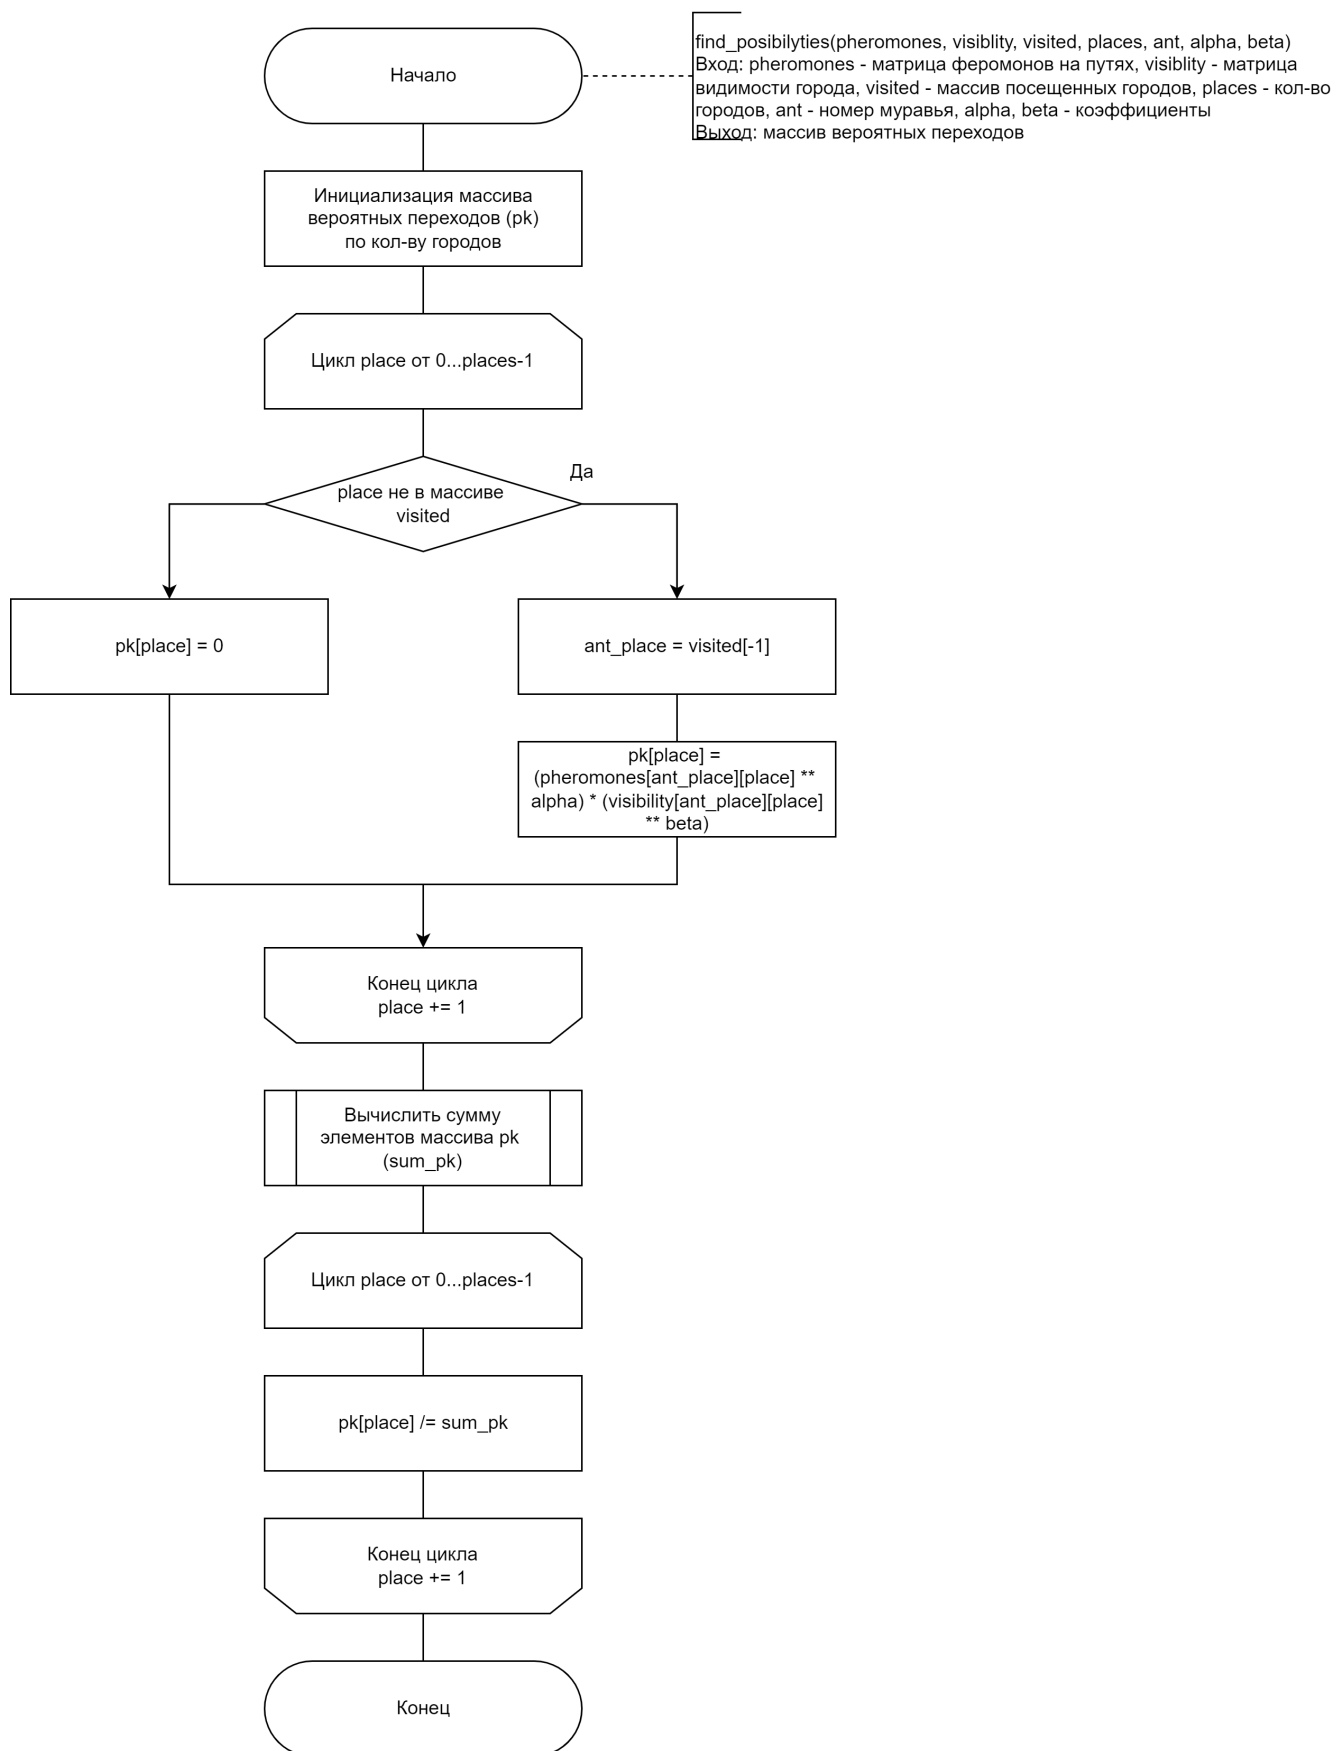 Начало
find_posibilyties(pheromones, visiblity, visited, places, ant, alpha, beta)
Вход: pheromones - матрица феромонов на путях, visiblity - матрица
видимости города, visited - массив посещенных городов, places - кол-во
городов, ant - номер муравья, alpha, beta - коэффициенты
Выход: массив вероятных переходов
Инициализация массива
вероятных переходов (pk)
по кол-ву городов
Цикл place от 0...places-1
Да
place не в массиве
visited
pk[place] = 0
ant_place = visited[-1]
pk[place] =
(pheromones[ant_place][place] **
alpha) * (visibility[ant_place][place]
** beta)
Конец цикла
place += 1
Вычислить сумму
элементов массива pk
(sum_pk)
Цикл place от 0...places-1
pk[place] /= sum_pk
Конец цикла
place += 1
Конец